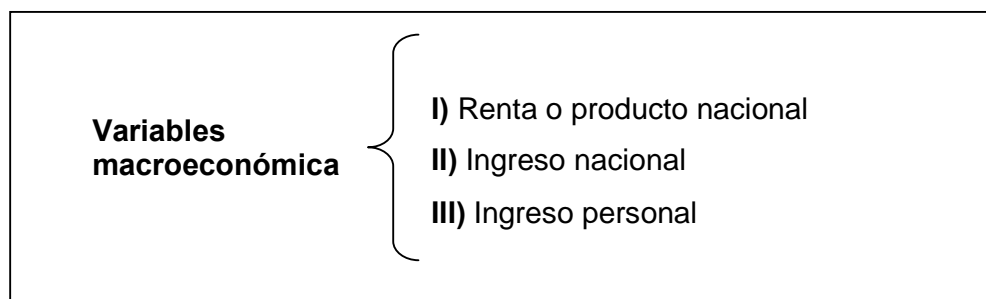 Variables
macroeconómica
I) Renta o producto nacional
II) Ingreso nacional
III) Ingreso personal